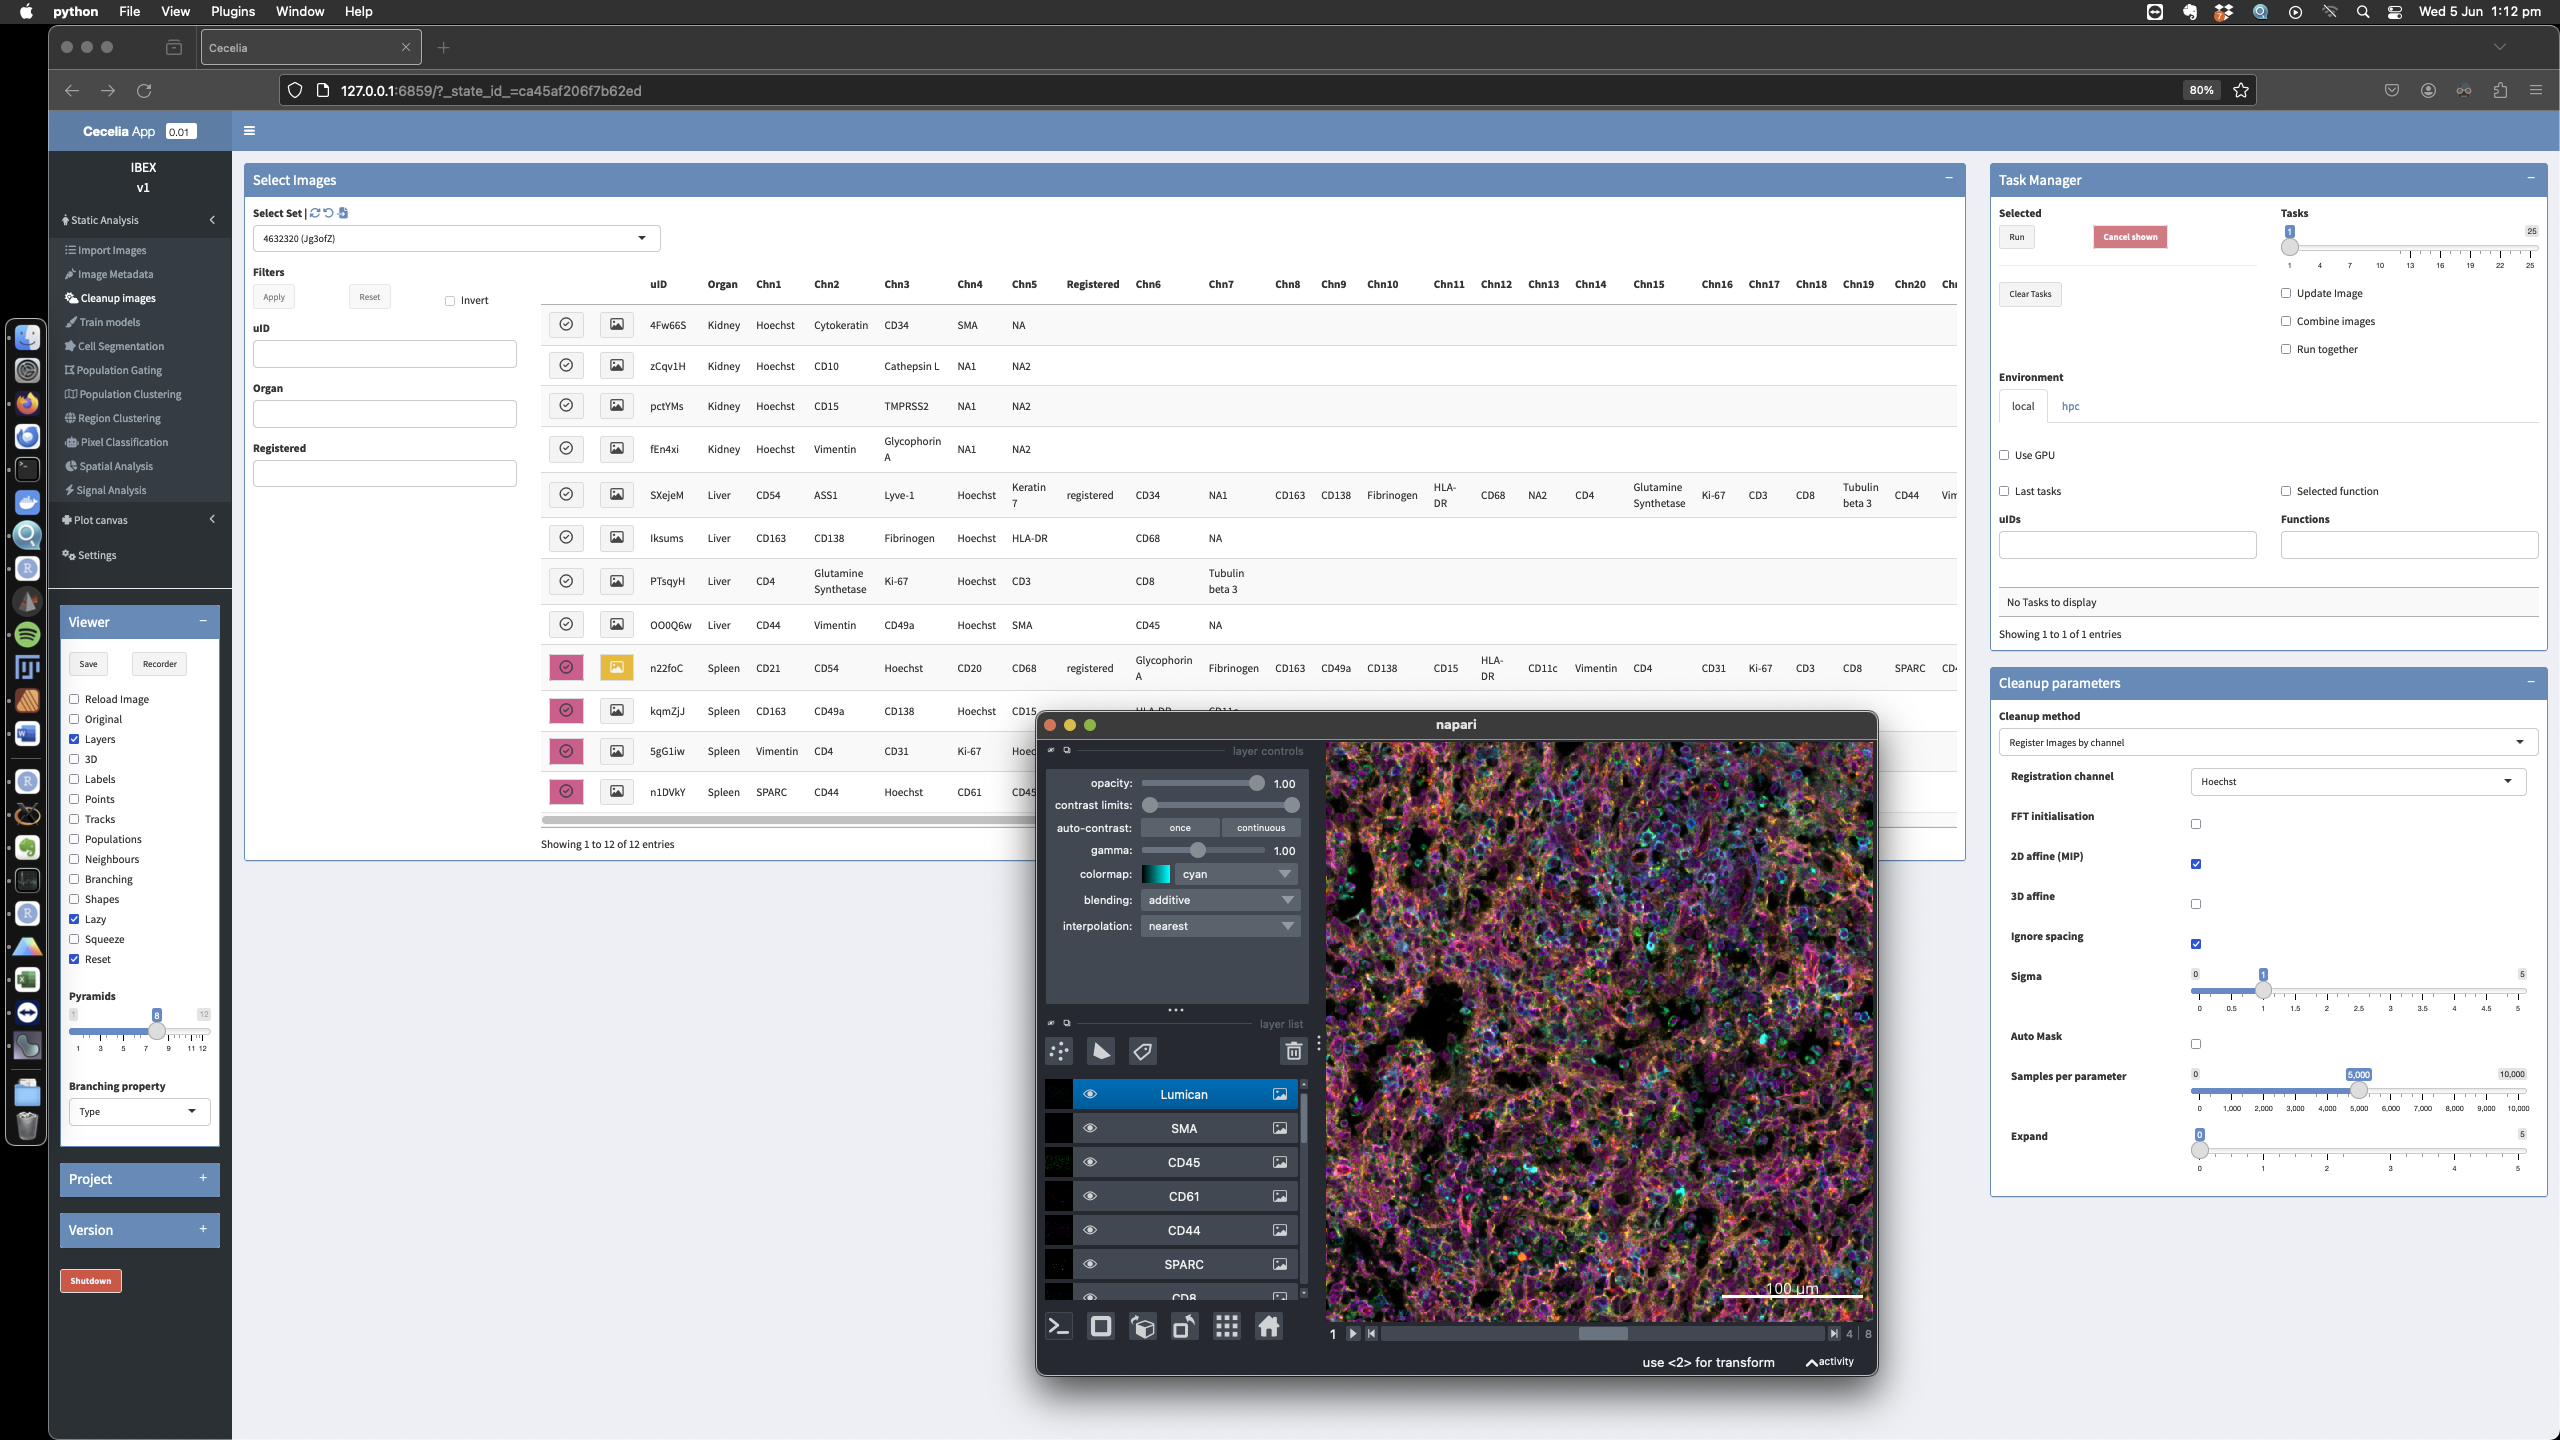 python File View Plugins Window Help
Wed 5 Jun 1:12 pm
Cecelia
127.0.0.1:6859/?_state_id_=ca45af206f7b62ed
80%
Cecelia App 0.01
IBEX
v1
Static Analysis
Import Images
Image Metadata
Cleanup images
Train models
Cell Segmentation
Population Gating
Population Clustering
Region Clustering
Pixel Classification
Spatial Analysis
Signal Analysis
Plot canvas
Settings
Viewer
Save Recorder
Reload Image
Original
Layers
3D
Labels
Points
Tracks
Populations
Neighbours
Branching
Shapes
Lazy
Squeeze
Reset
Pyramids
1 8 12
1 3 5 7 9 11 12
Branching property
Type
Project
Version
Shutdown
Select Images
Select Set |
4632320 (Jg3ofZ)
Filters
Apply Reset Invert
uID
Organ
Registered
uID Organ Chn1 Chn2 Chn3 Chn4 Chn5 Registered Chn6 Chn7 Chn8 Chn9 Chn10 Chn11 Chn12 Chn13 Chn14 Chn15 Chn16 Chn17 Chn18 Chn19 Chn20
4Fw66S Kidney Hoechst Cytokeratin CD34 SMA NA
zCqv1H Kidney Hoechst CD10 Cathepsin L NA1 NA2
pctYMs Kidney Hoechst CD15 TMPRSS2 NA1 NA2
fEn4xi Kidney Hoechst Vimentin Glycophorin A NA1 NA2
SXejeM Liver CD54 ASS1 Lyve-1 Hoechst Keratin 7 registered CD34 NA1 CD163 CD138 Fibrinogen HLA-DR CD68 NA2 CD4 Glutamine Synthetase Ki-67 CD3 CD8 Tubulin beta 3 CD44
Iksums Liver CD163 CD138 Fibrinogen Hoechst HLA-DR CD68 NA
PTsqyH Liver CD4 Glutamine Synthetase Ki-67 Hoechst CD3 CD8 Tubulin beta 3
OO0Q6w Liver CD44 Vimentin CD49a Hoechst SMA CD45 NA
n22foC Spleen CD21 CD54 Hoechst CD20 CD68 registered Glycophorin A Fibrinogen CD163 CD49a CD138 CD15 HLA-DR CD11c Vimentin CD4 CD31 Ki-67 CD3 CD8 SPARC
kqmZjJ Spleen CD163 CD49a CD138 Hoechst CD15
5gG1iw Spleen Vimentin CD4 CD31 Ki-67
n1DVkY Spleen SPARC CD44 Hoechst CD61 CD45
Showing 1 to 12 of 12 entries
napari
layer controls
opacity: 1.00
contrast limits:
auto-contrast: once continuous
gamma: 1.00
colormap: cyan
blending: additive
interpolation: nearest
layer list
Lumican
SMA
CD45
CD61
CD44
SPARC
CD8
100 µm
1 4 8
use <2> for transform
activity
Task Manager
Selected
Run Cancel shown
Clear Tasks
Tasks
1 25
1 4 7 10 13 16 19 22 25
Update Image
Combine images
Run together
Environment
local hpc
Use GPU
Last tasks Selected function
uIDs Functions
No Tasks to display
Showing 1 to 1 of 1 entries
Cleanup parameters
Cleanup method
Register Images by channel
Registration channel Hoechst
FFT initialisation
2D affine (MIP)
3D affine
Ignore spacing
Sigma
0 1 5
0 0.5 1 1.5 2 2.5 3 3.5 4 4.5 5
Auto Mask
Samples per parameter
0 5,000 10,000
0 1,000 2,000 3,000 4,000 5,000 6,000 7,000 8,000 9,000 10,000
Expand
0 5
0 1 2 3 4 5